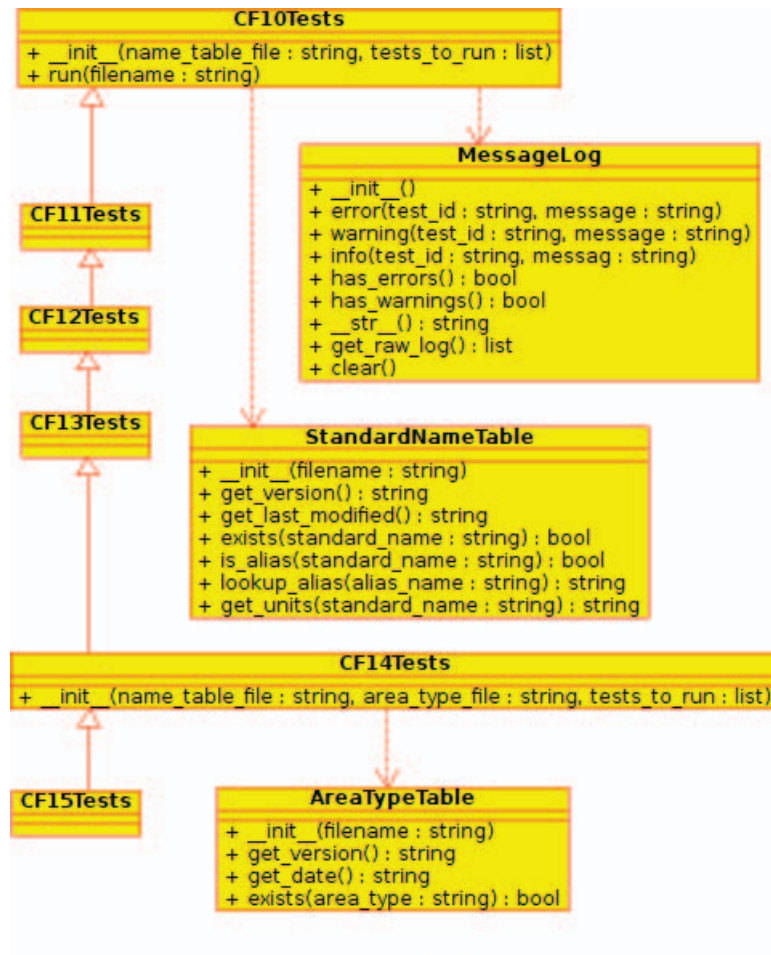 CF10Tests
+ __init__(name_table_file : string, tests_to_run : list)
+ run(filename : string)
MessageLog
+ __init__()
+ error(test_id : string, message : string)
+ warning(test_id : string, message : string)
+ info(test_id : string, messag : string)
+ has_errors() : bool
+ has_warnings() : bool
+ __str__() : string
+ get_raw_log() : list
+ clear()
CF11Tests
CF12Tests
CF13Tests
StandardNameTable
+ __init__(filename : string)
+ get_version() : string
+ get_last_modified() : string
+ exists(standard_name : string) : bool
+ is_alias(standard_name : string) : bool
+ lookup_alias(alias_name : string) : string
+ get_units(standard_name : string) : string
CF14Tests
+ __init__(name_table_file : string, area_type_file : string, tests_to_run : list)
CF15Tests
AreaTypeTable
+ __init__(filename : string)
+ get_version() : string
+ get_date() : string
+ exists(area_type : string) : bool